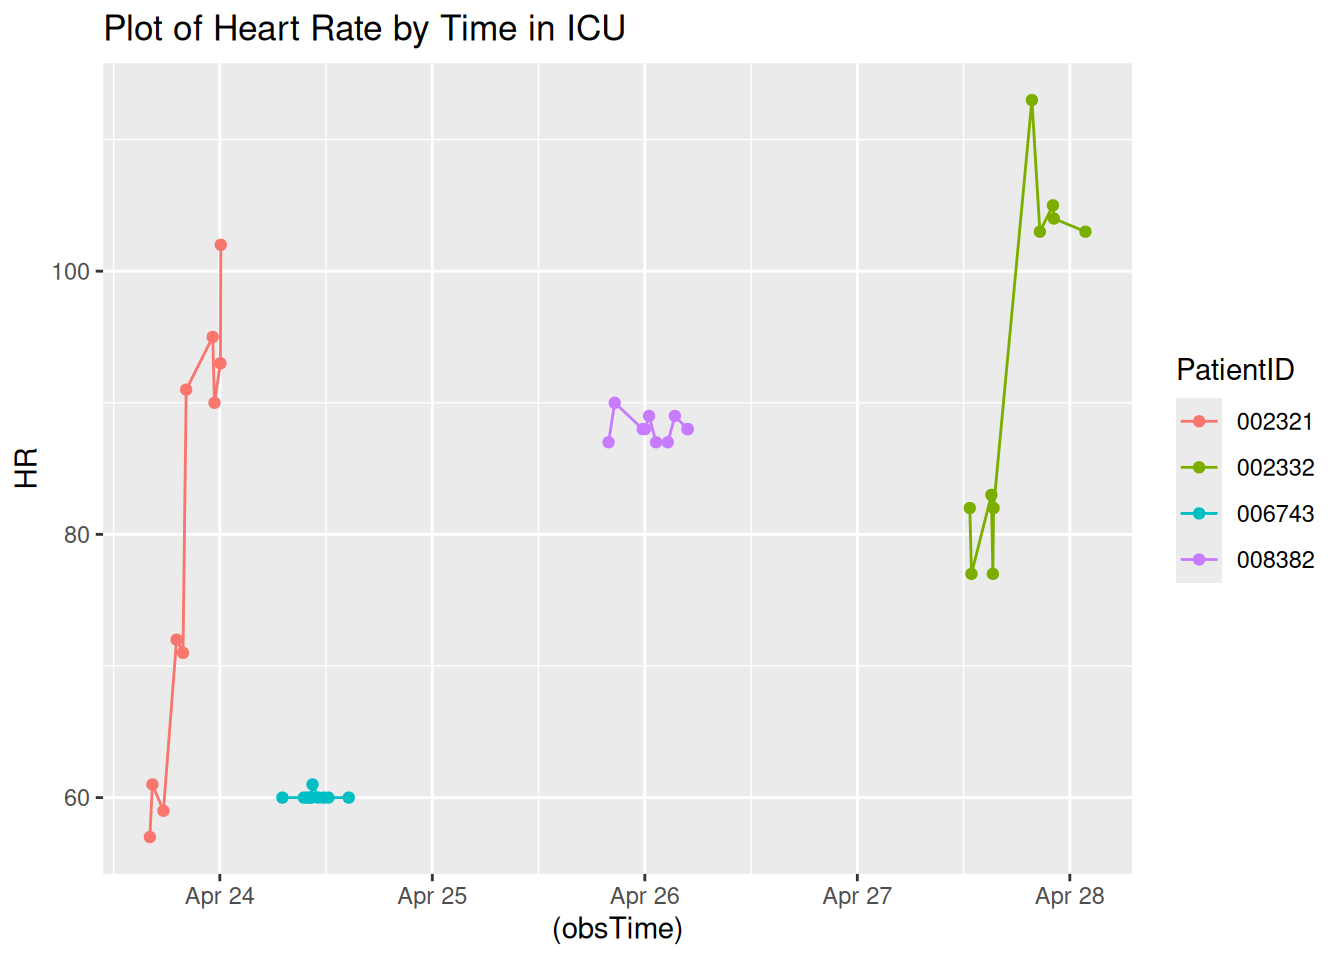 Plot of Heart Rate by Time in ICU
HR
100
80
60
Apr 24
Apr 25
Apr 26
Apr 27
Apr 28
(obsTime)
PatientID
002321
002332
006743
008382